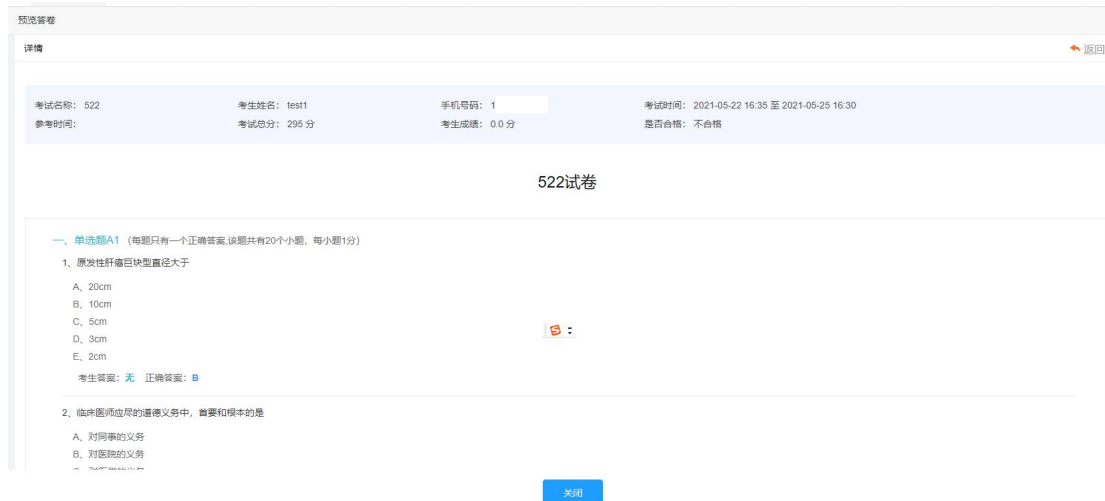 预览答卷
详情 返回
考试名称： 522 考生姓名： test1 手机号码： 1 考试时间： 2021-05-22 16:35 至 2021-05-25 16:30
参考时间： 考试总分： 295 分 考生成绩： 0.0 分 是否合格： 不合格
522试卷
一、单选题A1 （每题只有一个正确答案,该题共有20个小题，每小题1分）
1、原发性肝癌巨块型直径大于
A、20cm
B、10cm
C、5cm
D、3cm
E、2cm
考生答案：无 正确答案：B
2、临床医师应尽的道德义务中，首要和根本的是
A、对同事的义务
B、对医院的义务
关闭